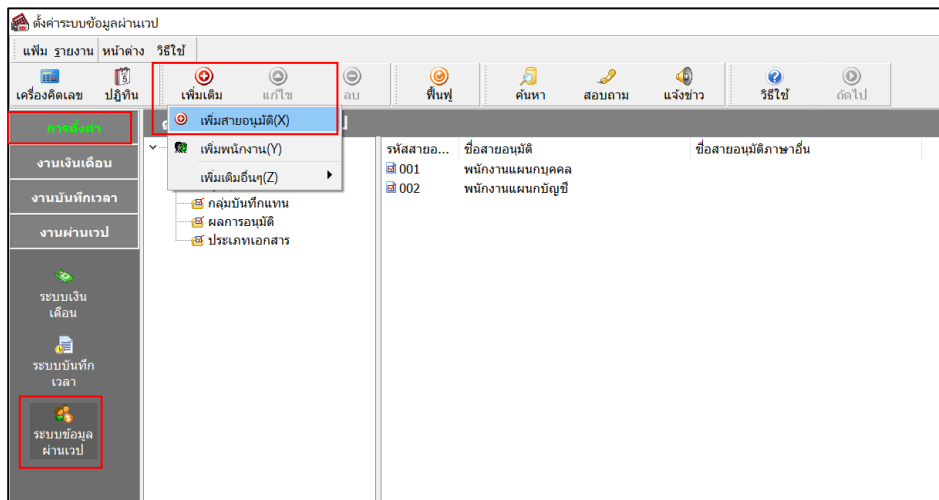 ตั้งค่าระบบข้อมูลผ่านเวป
แฟ้ม รายงาน หน้าต่าง วิธีใช้
เครื่องคิดเลข ปฏิทิน เพิ่มเติม แก้ไข ลบ ฟื้นฟู ค้นหา สอบถาม แจ้งข่าว วิธีใช้ ถัดไป
การตั้งค่า
งานเงินเดือน
งานบันทึกเวลา
งานผ่านเวป
ระบบเงิน
เดือน
ระบบบันทึก
เวลา
ระบบข้อมูล
ผ่านเวป
เพิ่มสายอนุมัติ(X)
เพิ่มพนักงาน(Y)
เพิ่มเติมอื่นๆ(Z)
กลุ่มบันทึกแทน
ผลการอนุมัติ
ประเภทเอกสาร
รหัสสายอ... ชื่อสายอนุมัติ ชื่อสายอนุมัติภาษาอื่น
001 พนักงานแผนกบุคคล
002 พนักงานแผนกบัญชี